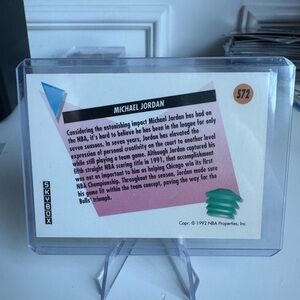 572
MICHAEL JORDAN
Considering the astonishing impact Michael Jordan has had on
the NBA, it's hard to believe he has been in the league for only
seven seasons. In seven years, Jordan has elevated the
expression of personal creativity on the court to another level
while still playing a team game. Although Jordan captured his
fifth straight NBA scoring title in 1991, that accomplishment
was not as important to him as helping Chicago win its first
NBA Championship. Throughout the season, Jordan made sure
his game fit within the team concept, paving the way for the
Bulls' triumph.
SKYBOX
Copr. © 1992 NBA Properties, Inc.